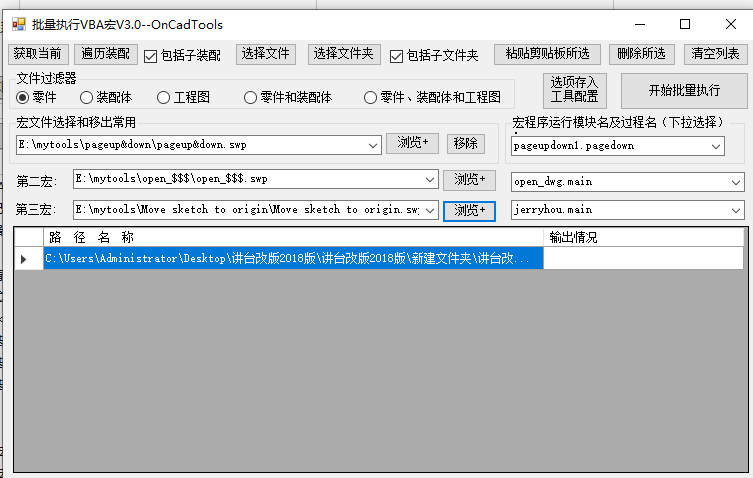 批量执行VBA宏V3.0--OnCadTools
获取当前 遍历装配 包括子装配 选择文件 选择文件夹 包括子文件夹 粘贴剪贴板所选 删除所选 清空列表
文件过滤器
零件 装配体 工程图 零件和装配体 零件、装配体和工程图 选项存入工具配置 开始批量执行
宏文件选择和移出常用 宏程序运行模块名及过程名（下拉选择）
E:\mytools\pageup&down\pageup&down.swp 浏览+ 移除 pageupdown1.pagedown
第二宏: E:\mytools\open_$$$\open_$$$.swp 浏览+ open_dwg.main
第三宏: E:\mytools\Move sketch to origin\Move sketch to origin.sw 浏览+ jerryhou.main
路 径 名 称 输出情况
C:\Users\Administrator\Desktop\讲台改版2018版\讲台改版2018版\新建文件夹\讲台改...